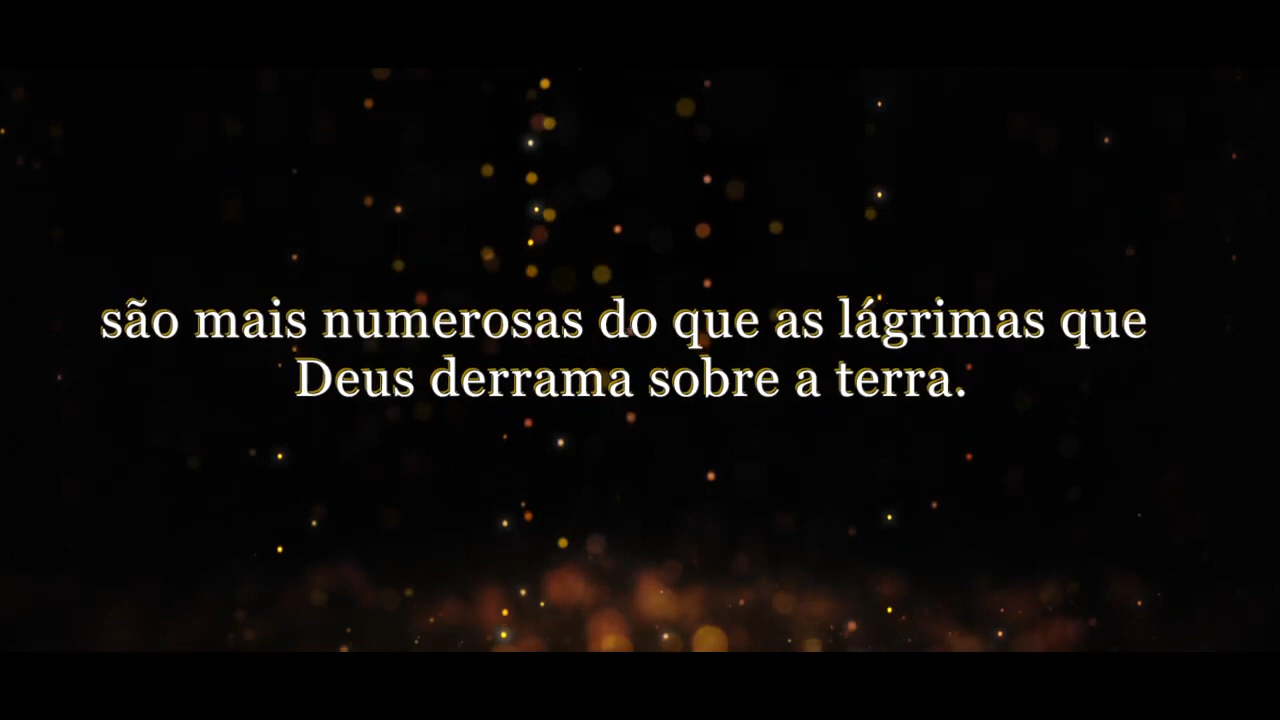 são mais numerosas do que as lágrimas que
Deus derrama sobre a terra.